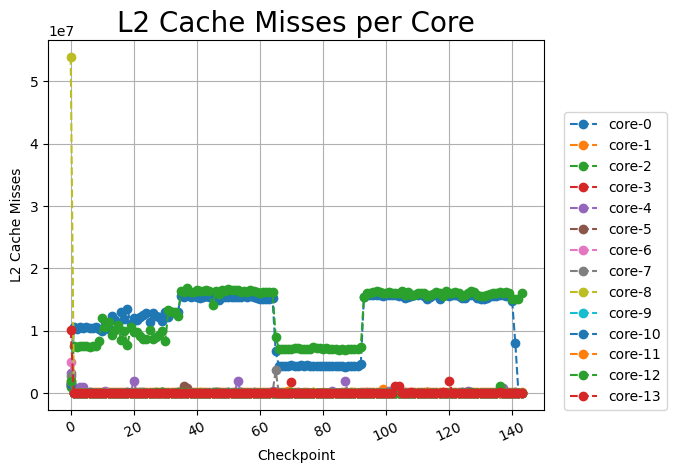 L2 Cache Misses per Core
1e7
5
4
3
2
1
0
L2 Cache Misses
0
20
40
60
80
100
120
140
Checkpoint
core-0
core-1
core-2
core-3
core-4
core-5
core-6
core-7
core-8
core-9
core-10
core-11
core-12
core-13